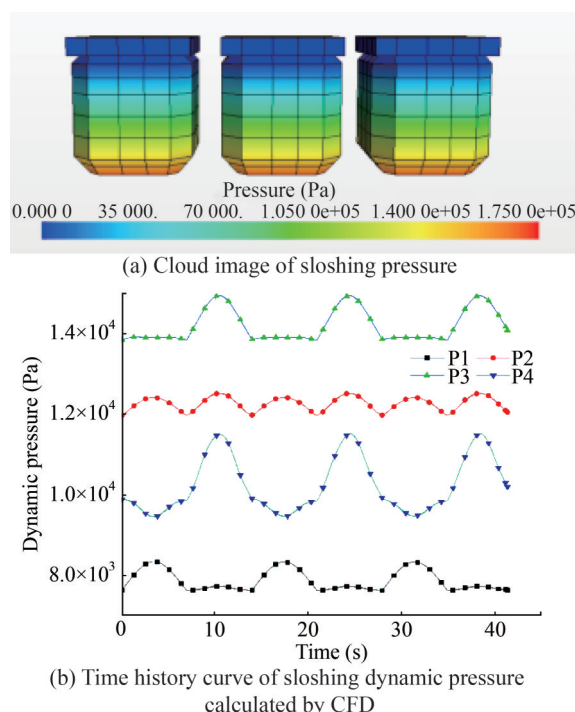 Pressure (Pa)
0.000 0 35 000. 70 000. 1.050 0e+05 1.400 0e+05 1.750 0e+05
(a) Cloud image of sloshing pressure
1.4×10⁴
1.2×10⁴
1.0×10⁴
8.0×10³
Dynamic pressure (Pa)
P1 P2
P3 P4
0 10 20 30 40
Time (s)
(b) Time history curve of sloshing dynamic pressure
calculated by CFD